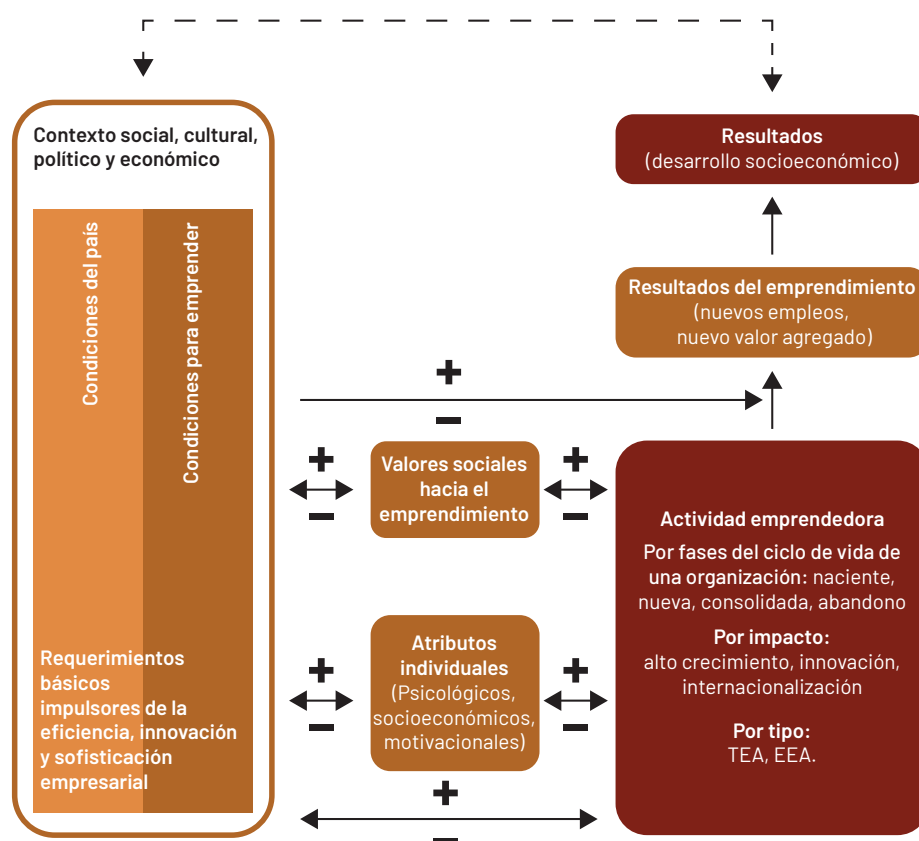 Contexto social, cultural,
político y económico
Condiciones del país
Condiciones para emprender
Requerimientos
básicos
impulsores de la
eficiencia, innovación
y sofisticación
empresarial
+
−
+
−
Valores sociales
hacia el
emprendimiento
+
−
+
−
Atributos
individuales
(Psicológicos,
socioeconómicos,
motivacionales)
+
−
+
−
Resultados
(desarrollo socioeconómico)
Resultados del emprendimiento
(nuevos empleos,
nuevo valor agregado)
Actividad emprendedora
Por fases del ciclo de vida de
una organización: naciente,
nueva, consolidada, abandono
Por impacto:
alto crecimiento, innovación,
internacionalización
Por tipo:
TEA, EEA.